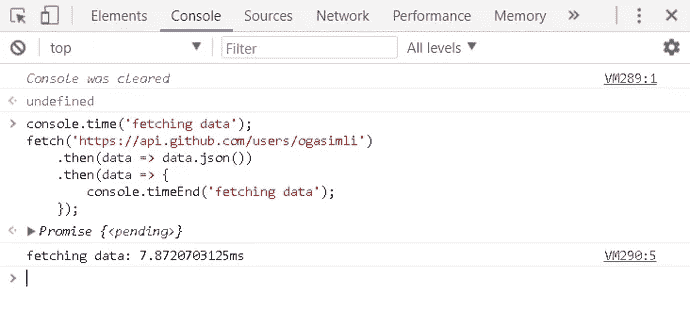 Elements Console Sources Network Performance Memory »
top Filter All levels
Console was cleared VM289:1
undefined
console.time('fetching data');
fetch('https://api.github.com/users/ogasimli')
.then(data => data.json())
.then(data => {
console.timeEnd('fetching data');
});
Promise {<pending>}
fetching data: 7.8720703125ms VM290:5